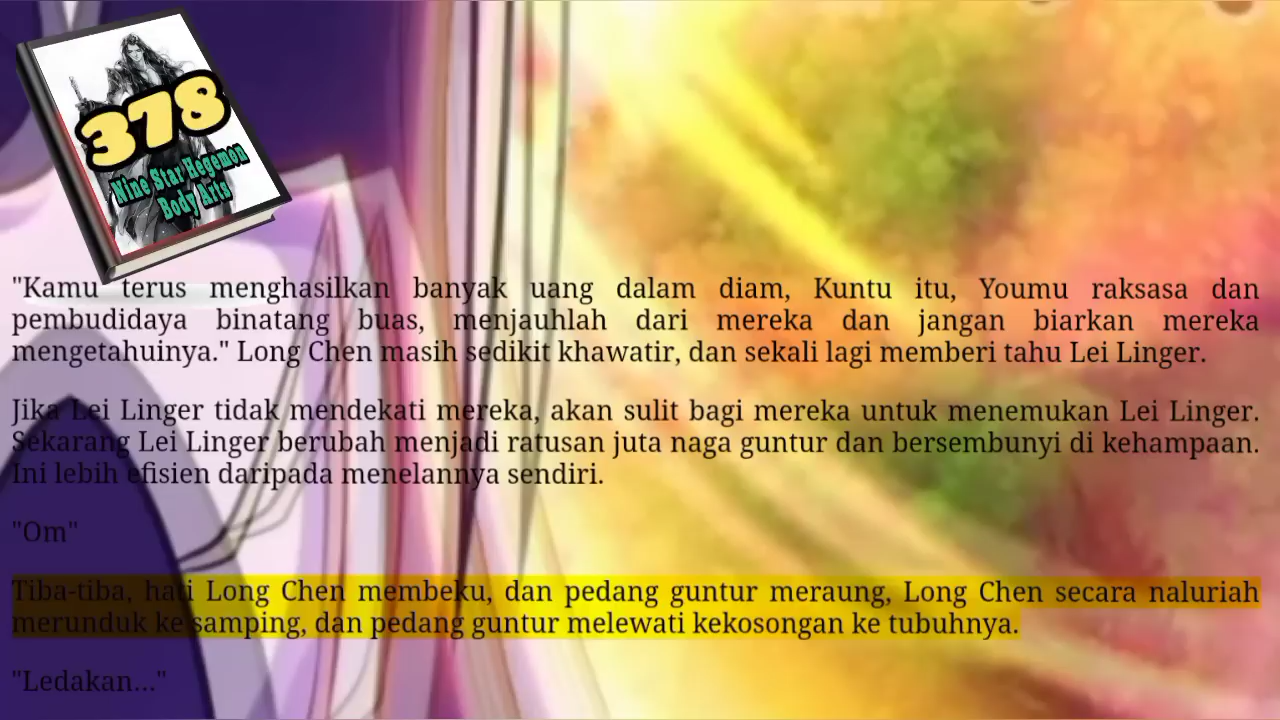 378
Nine Star Hegemon
Body Arts
"Kamu terus menghasilkan banyak uang dalam diam, Kuntu itu, Youmu raksasa dan
pembudidaya binatang buas, menjauhlah dari mereka dan jangan biarkan mereka
mengetahuinya." Long Chen masih sedikit khawatir, dan sekali lagi memberi tahu Lei Linger.
Jika Lei Linger tidak mendekati mereka, akan sulit bagi mereka untuk menemukan Lei Linger.
Sekarang Lei Linger berubah menjadi ratusan juta naga guntur dan bersembunyi di kehampaan.
Ini lebih efisien daripada menelannya sendiri.
"Om"
Tiba-tiba, hati Long Chen membeku, dan pedang guntur meraung, Long Chen secara naluriah
merunduk ke samping, dan pedang guntur melewati kekosongan ke tubuhnya.
"Ledakan..."